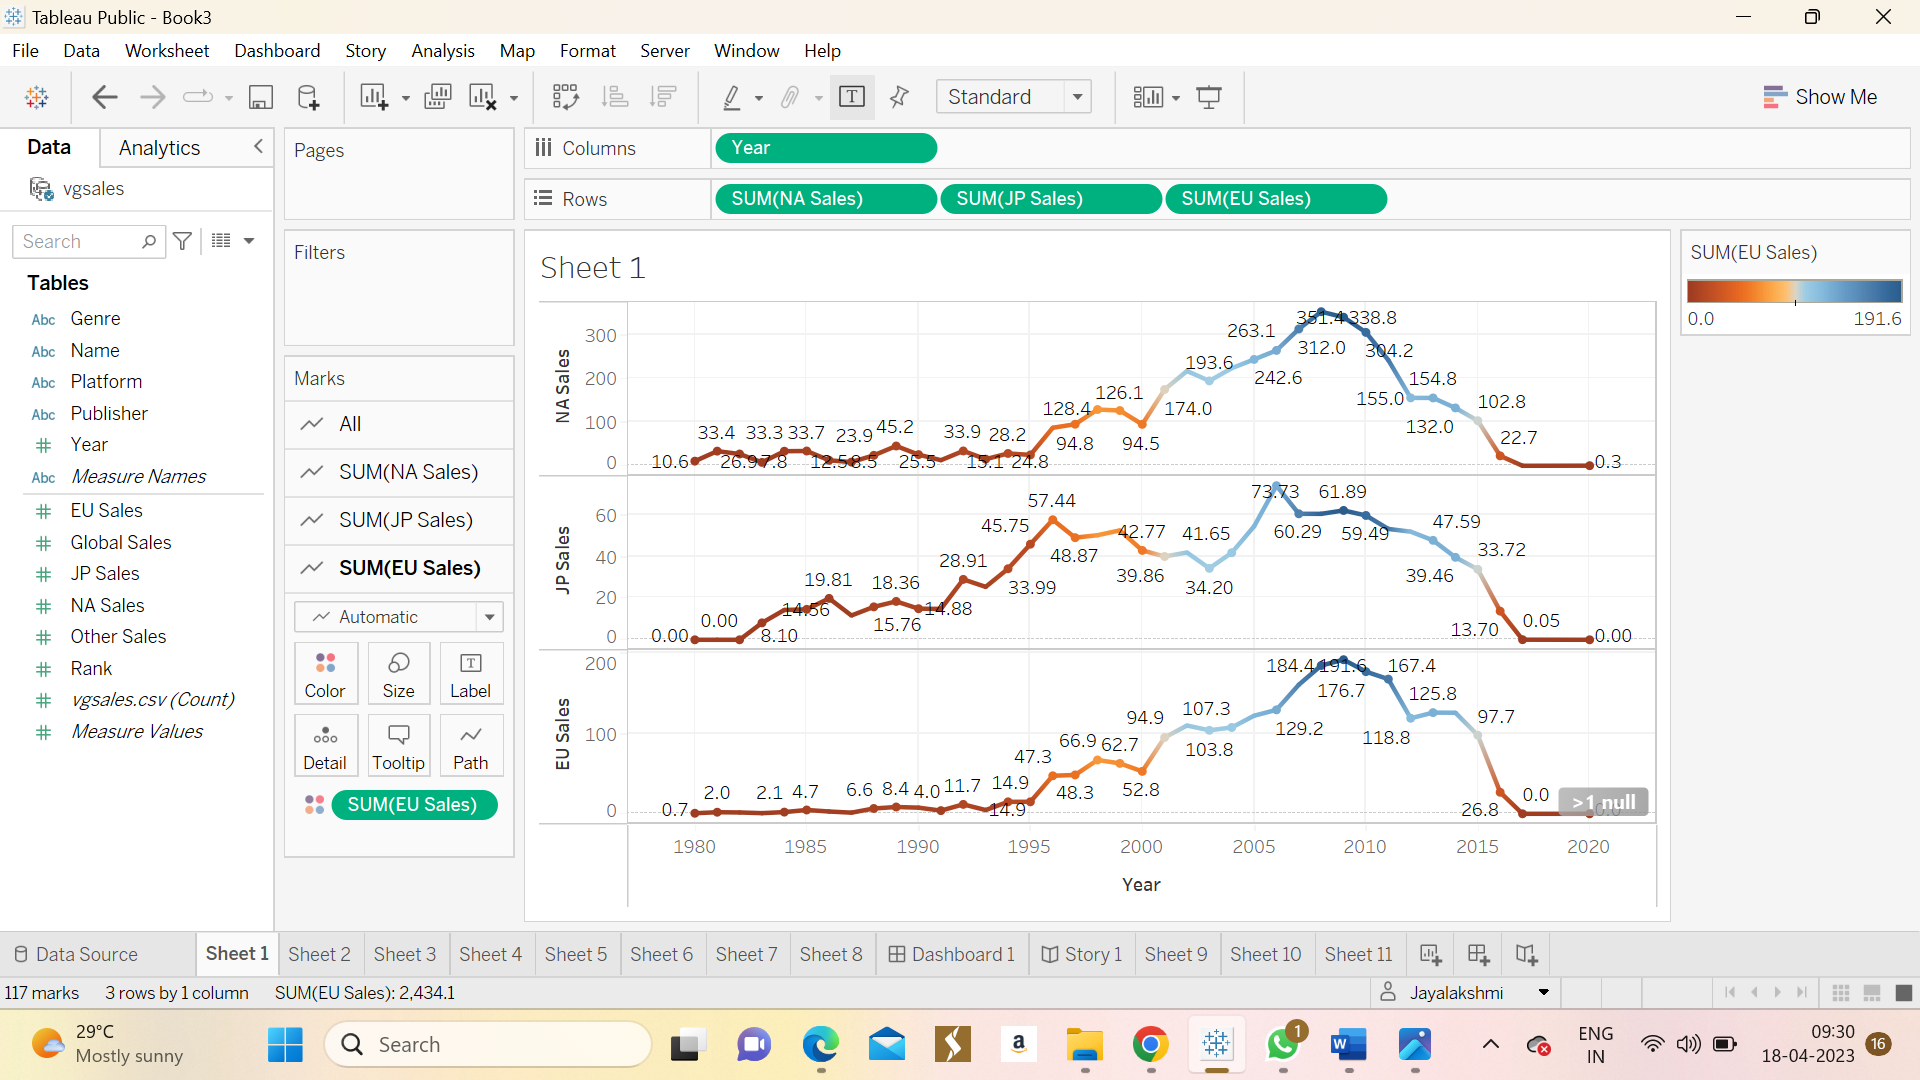 Tableau Public - Book3
File Data Worksheet Dashboard Story Analysis Map Format Server Window Help
Standard
Show Me
Data Analytics
vgsales
Search
Tables
Abc Genre
Abc Name
Abc Platform
Abc Publisher
# Year
Abc Measure Names
# EU Sales
# Global Sales
# JP Sales
# NA Sales
# Other Sales
# Rank
# vgsales.csv (Count)
# Measure Values
Pages
Filters
Marks
All
SUM(NA Sales)
SUM(JP Sales)
SUM(EU Sales)
Automatic
Color Size Label
Detail Tooltip Path
SUM(EU Sales)
Columns Year
Rows SUM(NA Sales) SUM(JP Sales) SUM(EU Sales)
Sheet 1
NA Sales
300
200
100
0
10.6 33.4 26.9 7.8 33.3 33.7 12.5 8.5 23.9 45.2 25.5 33.9 15.1 28.2 24.8 128.4 94.8 126.1 94.5 174.0 193.6 263.1 242.6 312.0 351.4 338.8 304.2 155.0 154.8 132.0 102.8 22.7 0.3
JP Sales
60
40
20
0
0.00 0.00 8.10 14.56 19.81 15.76 18.36 14.88 28.91 33.99 45.75 57.44 48.87 42.77 39.86 41.65 34.20 73.73 60.29 61.89 59.49 47.59 39.46 33.72 13.70 0.05 0.00
EU Sales
200
100
0
0.7 2.0 2.1 4.7 6.6 8.4 4.0 11.7 14.9 14.9 47.3 48.3 66.9 62.7 52.8 94.9 107.3 103.8 129.2 184.4 191.6 176.7 167.4 118.8 125.8 97.7 26.8 0.0
>1 null
1980 1985 1990 1995 2000 2005 2010 2015 2020
Year
SUM(EU Sales)
0.0 191.6
Data Source Sheet 1 Sheet 2 Sheet 3 Sheet 4 Sheet 5 Sheet 6 Sheet 7 Sheet 8 Dashboard 1 Story 1 Sheet 9 Sheet 10 Sheet 11
117 marks 3 rows by 1 column SUM(EU Sales): 2,434.1
Jayalakshmi
29°C
Mostly sunny
Search
a
1
W
ENG
IN
09:30
18-04-2023
16